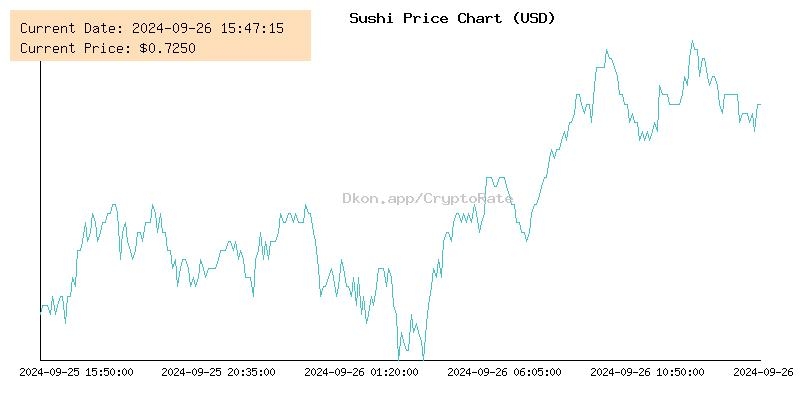 Sushi Price Chart (USD)
Current Date: 2024-09-26 15:47:15
Current Price: $0.7250
Dkon.app/CryptoRate
2024-09-25 15:50:00
2024-09-25 20:35:00
2024-09-26 01:20:00
2024-09-26 06:05:00
2024-09-26 10:50:00
2024-09-26